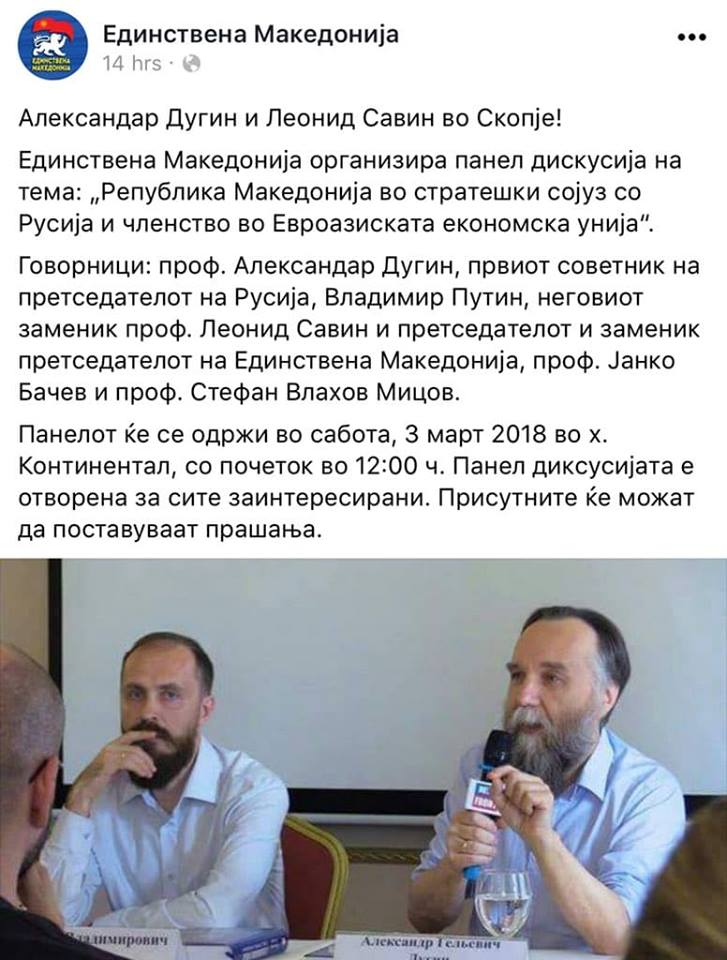 Единствена Македонија
14 hrs
ЕДИНСТВЕНА
МАКЕДОНИЈА
Александар Дугин и Леонид Савин во Скопје!
Единствена Македонија организира панел дискусија на
тема: „Република Македонија во стратешки сојуз со
Русија и членство во Евроазиската економска унија“.
Говорници: проф. Александар Дугин, првиот советник на
претседателот на Русија, Владимир Путин, неговиот
заменик проф. Леонид Савин и претседателот и заменик
претседателот на Единствена Македонија, проф. Јанко
Бачев и проф. Стефан Влахов Мицов.
Панелот ќе се одржи во сабота, 3 март 2018 во х.
Континентал, со почеток во 12:00 ч. Панел диксусијата е
отворена за сите заинтересирани. Присутните ќе можат
да поставуваат прашања.
Владимирович
Александр Гельевич
Дугин